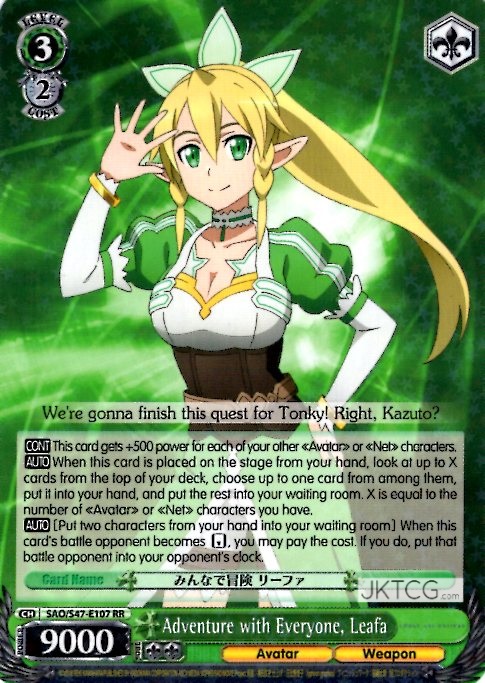 LEVEL
3
2
COST
We're gonna finish this quest for Tonky! Right, Kazuto?
CONT This card gets +500 power for each of your other «Avatar» or «Net» characters.
AUTO When this card is placed on the stage from your hand, look at up to X
cards from the top of your deck, choose up to one card from among them,
put it into your hand, and put the rest into your waiting room. X is equal to the
number of «Avatar» or «Net» characters you have.
AUTO [Put two characters from your hand into your waiting room] When this
card's battle opponent becomes , you may pay the cost. If you do, put that
battle opponent into your opponent's clock.
Card Name みんなで冒険 リーファ
JKTCG.com
CH SAO/S47-E107 RR
POWER 9000 SOUL Adventure with Everyone, Leafa
Avatar Weapon